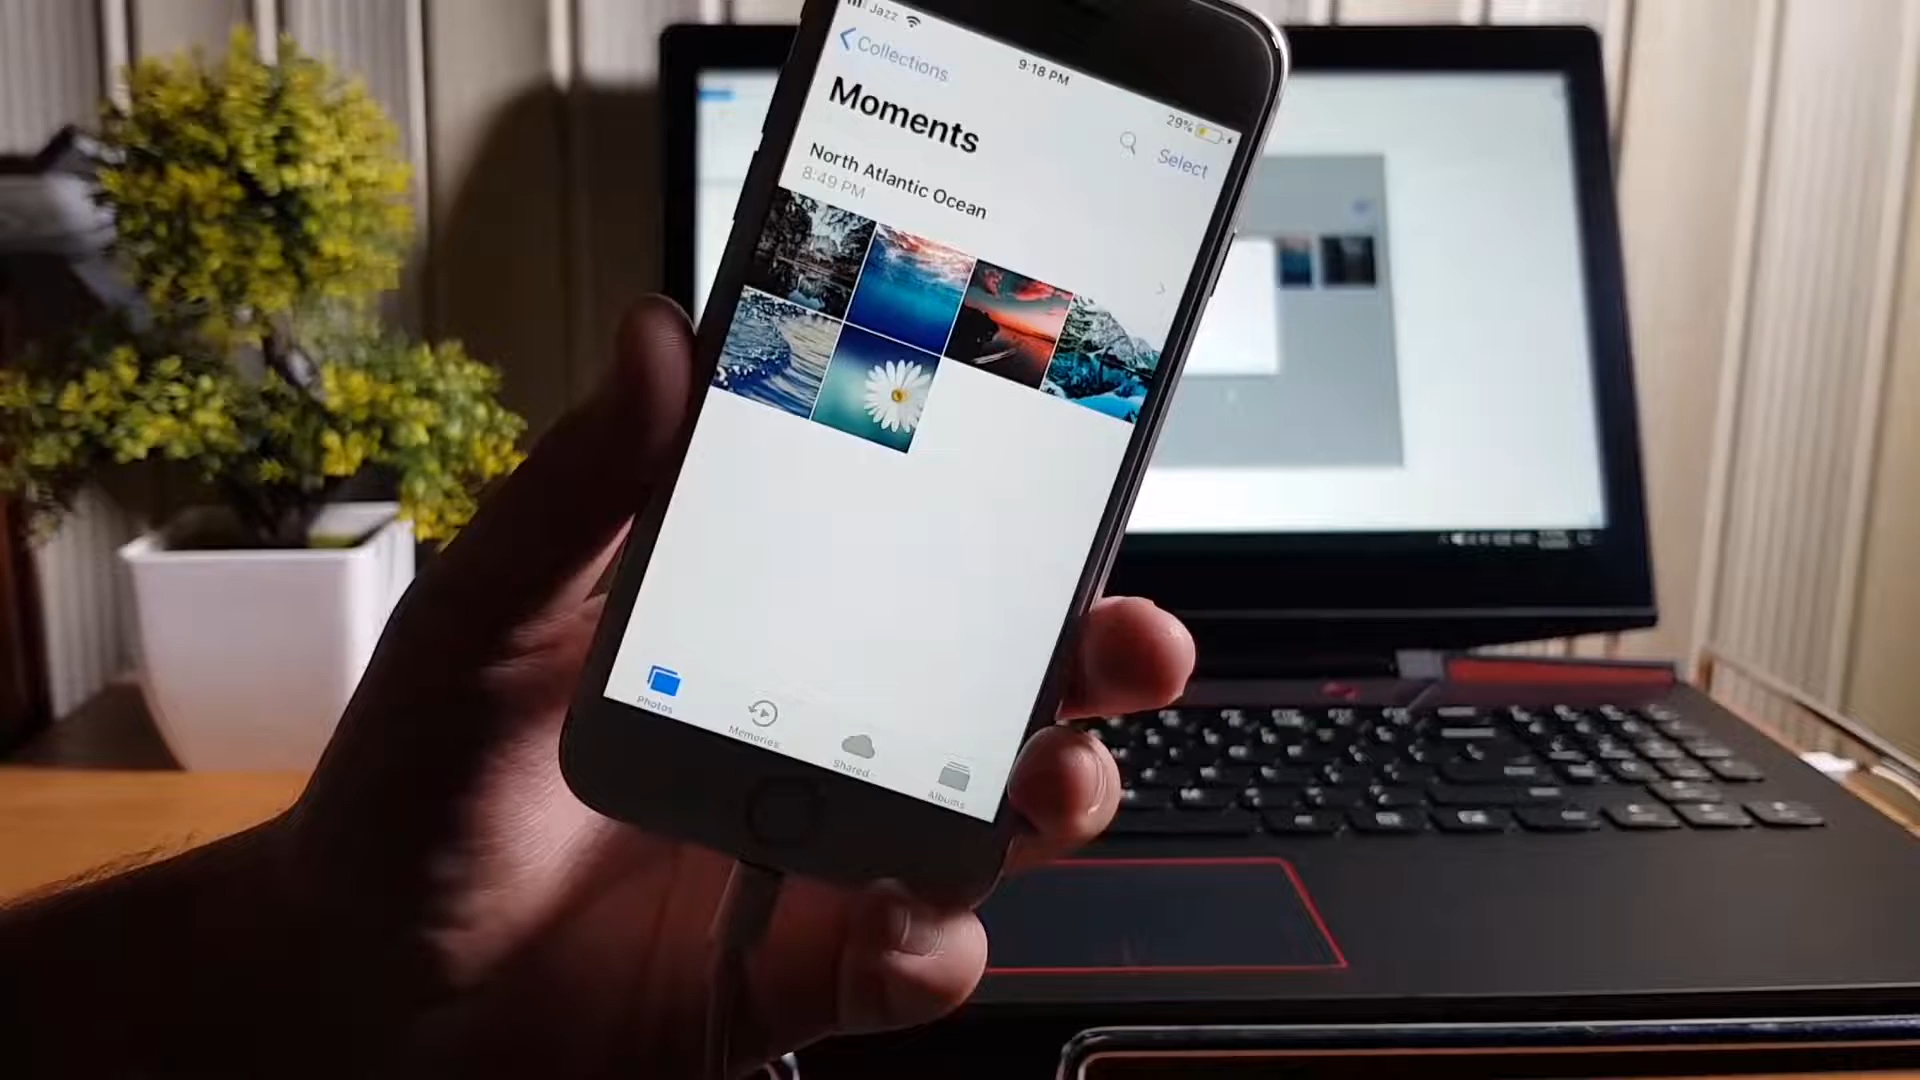 Jazz
9:18 PM
29%
Collections
Moments
Select
North Atlantic Ocean
8:49 PM
Photos
Memories
Shared
Albums